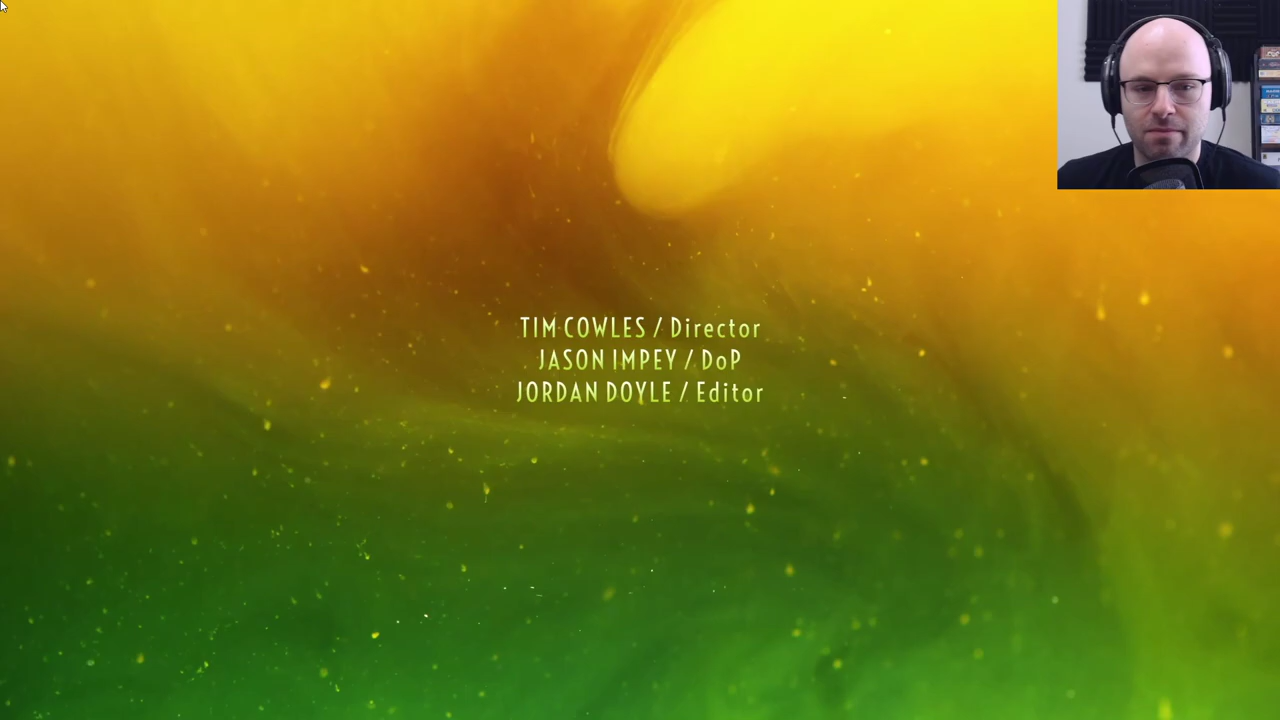 TIM COWLES / Director
JASON IMPEY / DoP
JORDAN DOYLE / Editor